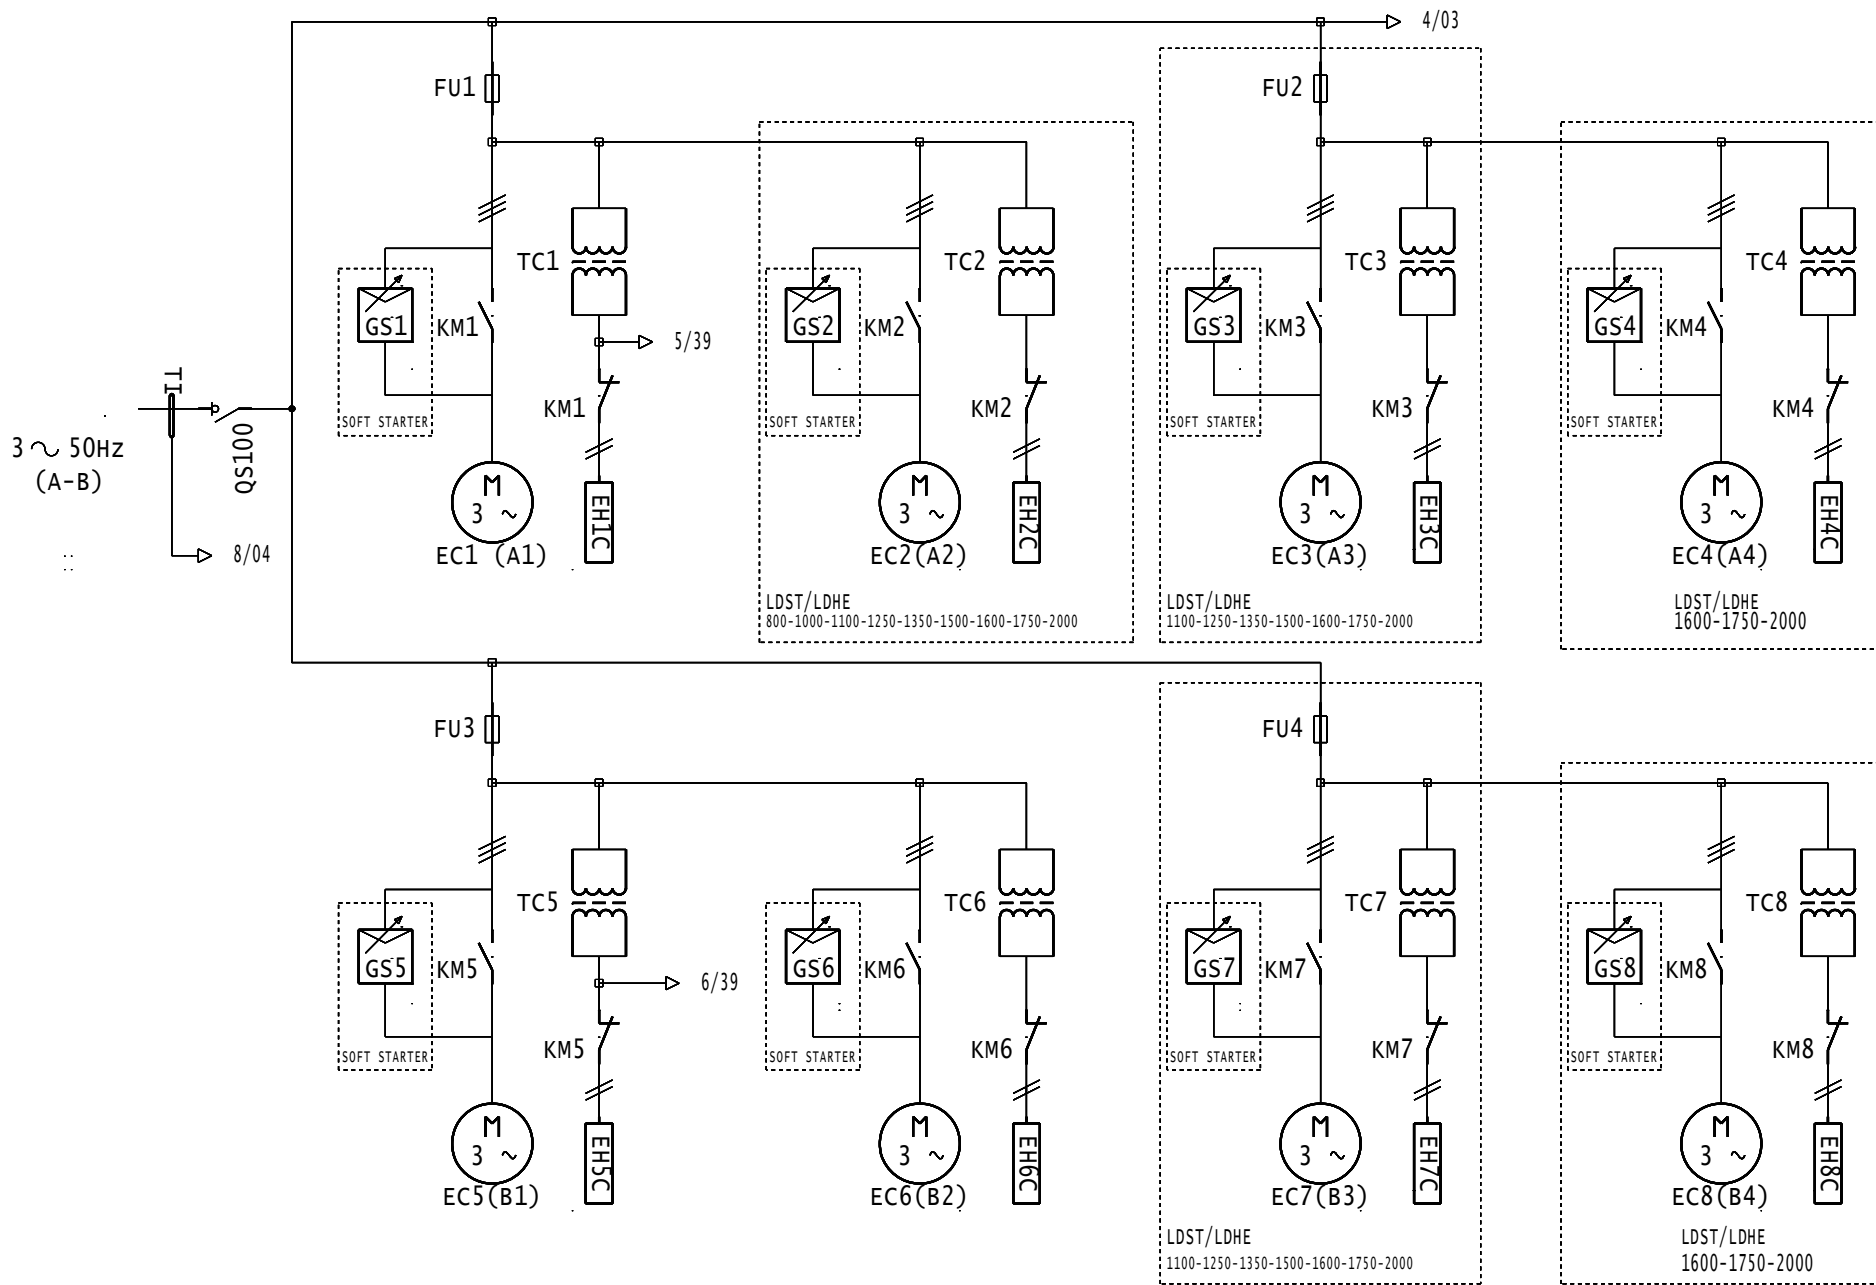 4/03
FU1
FU2
TC1
TC2
TC3
TC4
GS1
KM1
GS2
KM2
GS3
KM3
GS4
KM4
5/39
TI
3 ~ 50Hz
(A-B)
QS100
8/04
SOFT STARTER
KM1
SOFT STARTER
KM2
SOFT STARTER
KM3
SOFT STARTER
KM4
M
3 ~
EH1C
M
3 ~
EH2C
M
3 ~
EH3C
M
3 ~
EH4C
EC1 (A1)
EC2(A2)
EC3(A3)
EC4(A4)
LDST/LDHE
800-1000-1100-1250-1350-1500-1600-1750-2000
LDST/LDHE
1100-1250-1350-1500-1600-1750-2000
LDST/LDHE
1600-1750-2000
FU3
FU4
TC5
TC6
TC7
TC8
GS5
KM5
GS6
KM6
GS7
KM7
GS8
KM8
6/39
SOFT STARTER
KM5
SOFT STARTER
KM6
SOFT STARTER
KM7
SOFT STARTER
KM8
M
3 ~
EH5C
M
3 ~
EH6C
M
3 ~
EH7C
M
3 ~
EH8C
EC5(B1)
EC6(B2)
EC7(B3)
EC8(B4)
LDST/LDHE
1100-1250-1350-1500-1600-1750-2000
LDST/LDHE
1600-1750-2000